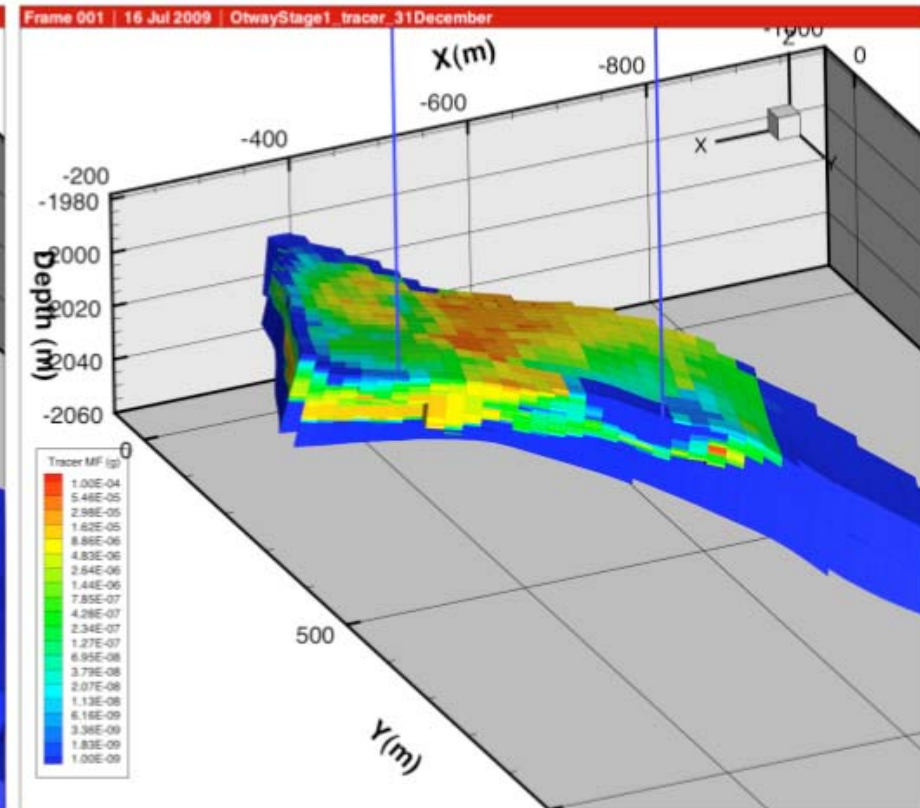 Frame 001 | 16 Jul 2009 | OtwayStage1_tracer_31December
-1000
Z
0
X(m)
-800
-600
-400
-200
X
Y
-1980
-2000
-2020
-2040
-2060
Depth (m)
0
Tracer MF (g)
1.00E-04
5.46E-05
2.98E-05
1.62E-05
8.86E-06
4.83E-06
2.64E-06
1.44E-06
7.85E-07
4.28E-07
2.34E-07
1.27E-07
6.95E-08
3.79E-08
2.07E-08
1.13E-08
6.16E-09
3.36E-09
1.83E-09
1.00E-09
500
Y(m)